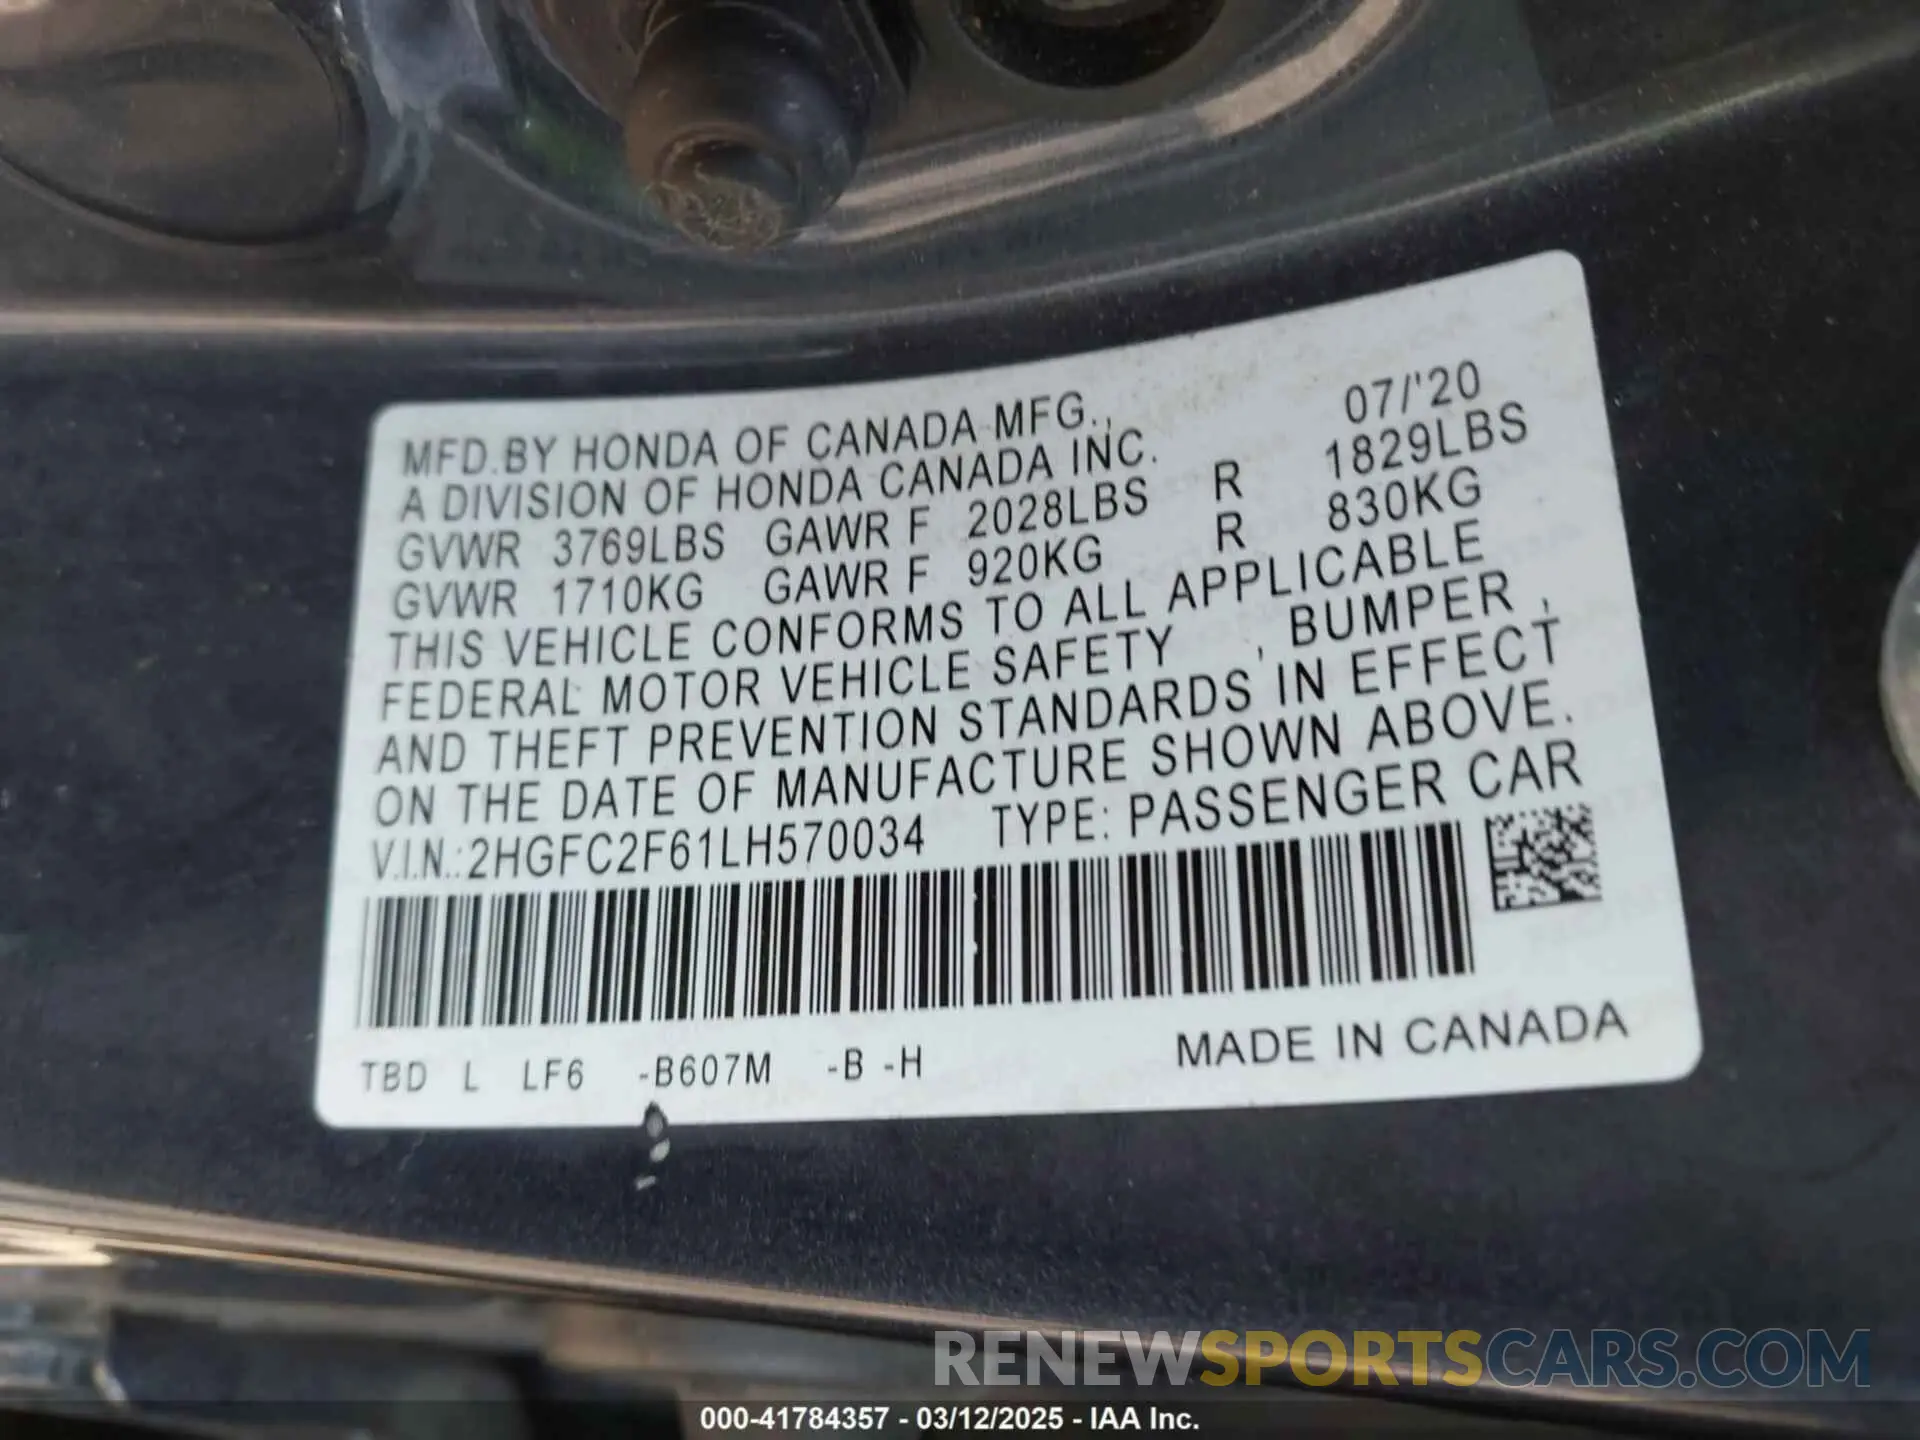 MFD.BY HONDA OF CANADA MFG., 07/'20
A DIVISION OF HONDA CANADA INC.
GVWR 3769LBS GAWR F 2028LBS R 1829LBS
GVWR 1710KG GAWR F 920KG R 830KG
THIS VEHICLE CONFORMS TO ALL APPLICABLE
FEDERAL MOTOR VEHICLE SAFETY , BUMPER ,
AND THEFT PREVENTION STANDARDS IN EFFECT
ON THE DATE OF MANUFACTURE SHOWN ABOVE.
V.I.N.:2HGFC2F61LH570034 TYPE: PASSENGER CAR
TBD L LF6 -B607M -B -H MADE IN CANADA
RENEWSPORTSCARS.COM
000-41784357 - 03/12/2025 - IAA Inc.